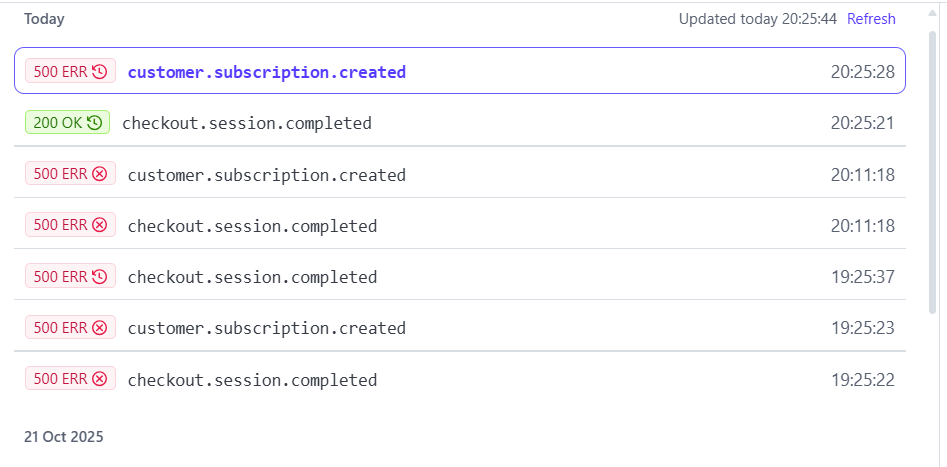 Today Updated today 20:25:44 Refresh
500 ERR customer.subscription.created 20:25:28
200 OK checkout.session.completed 20:25:21
500 ERR customer.subscription.created 20:11:18
500 ERR checkout.session.completed 20:11:18
500 ERR checkout.session.completed 19:25:37
500 ERR customer.subscription.created 19:25:23
500 ERR checkout.session.completed 19:25:22
21 Oct 2025